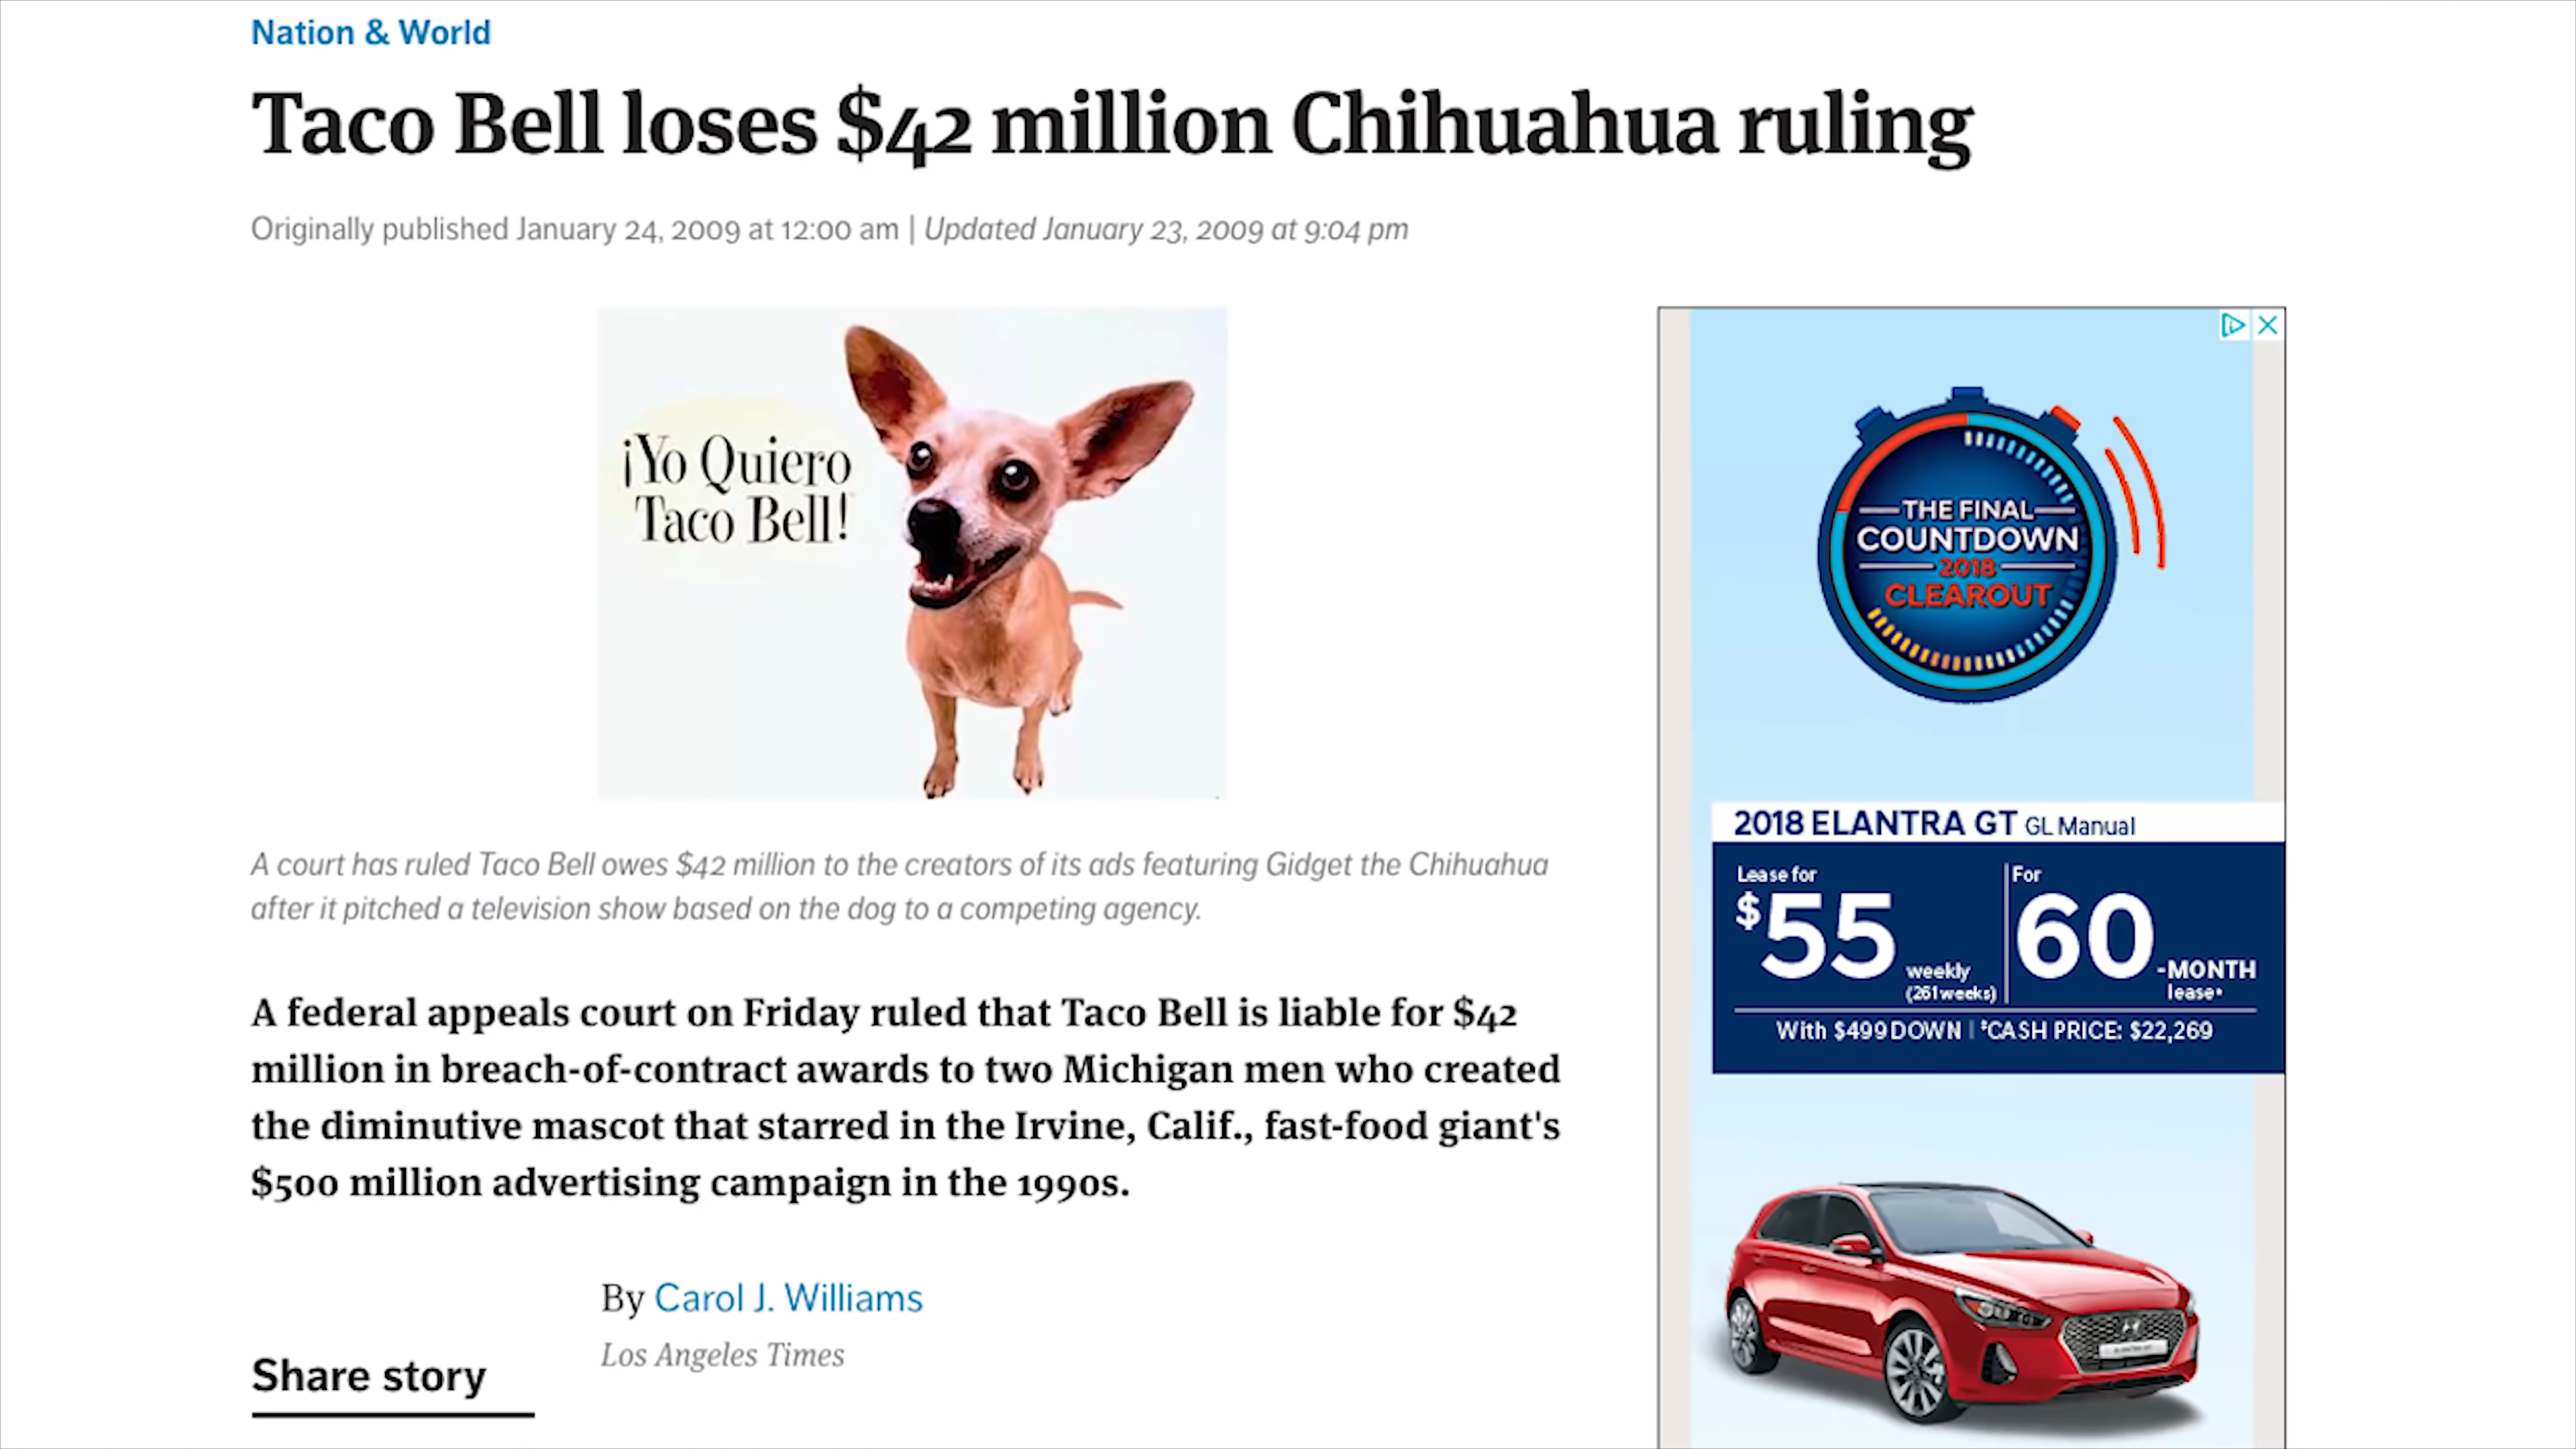 Nation & World
Taco Bell loses $42 million Chihuahua ruling
Originally published January 24, 2009 at 12:00 am | Updated January 23, 2009 at 9:04 pm
¡Yo Quiero
Taco Bell!
A court has ruled Taco Bell owes $42 million to the creators of its ads featuring Gidget the Chihuahua
after it pitched a television show based on the dog to a competing agency.
A federal appeals court on Friday ruled that Taco Bell is liable for $42
million in breach-of-contract awards to two Michigan men who created
the diminutive mascot that starred in the Irvine, Calif., fast-food giant's
$500 million advertising campaign in the 1990s.
By Carol J. Williams
Los Angeles Times
Share story
THE FINAL
COUNTDOWN
2018
CLEAROUT
2018 ELANTRA GT GL Manual
Lease for
$55
weekly
(261 weeks)
For
60
-MONTH
lease*
With $499 DOWN | ‡CASH PRICE: $22,269